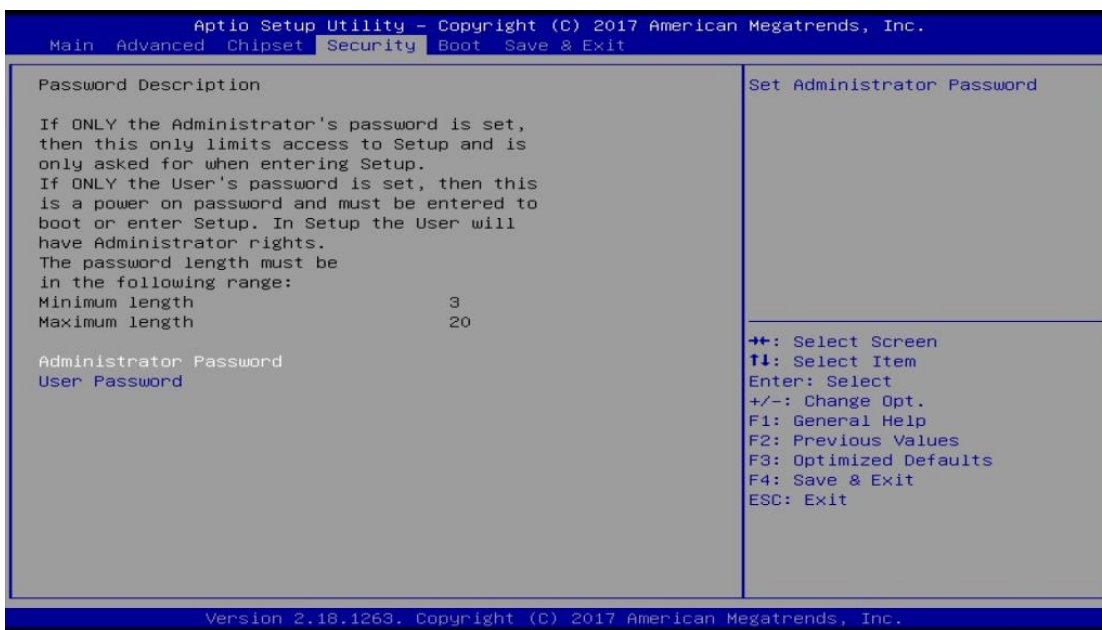 Aptio Setup Utility – Copyright (C) 2017 American Megatrends, Inc.
Main Advanced Chipset Security Boot Save & Exit
Password Description
If ONLY the Administrator's password is set,
then this only limits access to Setup and is
only asked for when entering Setup.
If ONLY the User's password is set, then this
is a power on password and must be entered to
boot or enter Setup. In Setup the User will
have Administrator rights.
The password length must be
in the following range:
Minimum length 3
Maximum length 20
Administrator Password
User Password
Set Administrator Password
→←: Select Screen
↑↓: Select Item
Enter: Select
+/-: Change Opt.
F1: General Help
F2: Previous Values
F3: Optimized Defaults
F4: Save & Exit
ESC: Exit
Version 2.18.1263. Copyright (C) 2017 American Megatrends, Inc.